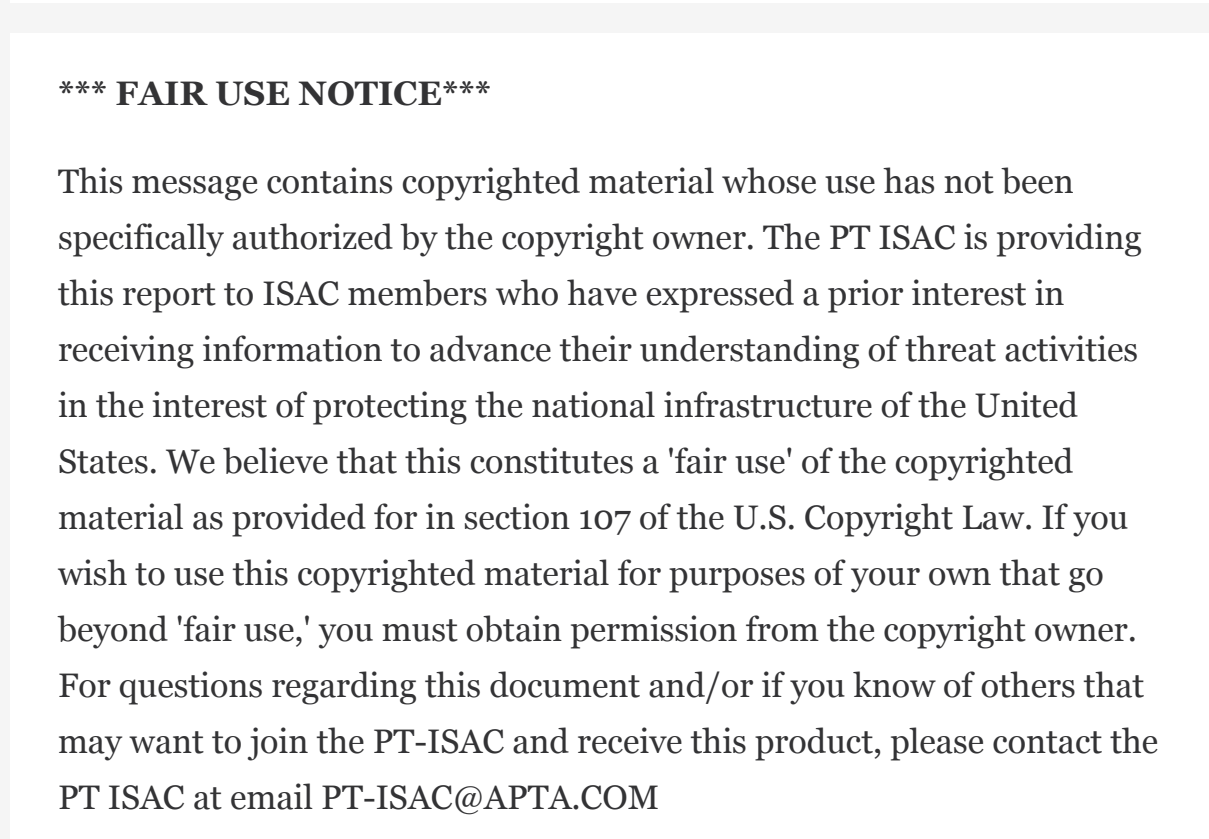 *** FAIR USE NOTICE***
This message contains copyrighted material whose use has not been
specifically authorized by the copyright owner. The PT ISAC is providing
this report to ISAC members who have expressed a prior interest in
receiving information to advance their understanding of threat activities
in the interest of protecting the national infrastructure of the United
States. We believe that this constitutes a 'fair use' of the copyrighted
material as provided for in section 107 of the U.S. Copyright Law. If you
wish to use this copyrighted material for purposes of your own that go
beyond 'fair use,' you must obtain permission from the copyright owner.
For questions regarding this document and/or if you know of others that
may want to join the PT-ISAC and receive this product, please contact the
PT ISAC at email PT-ISAC@APTA.COM